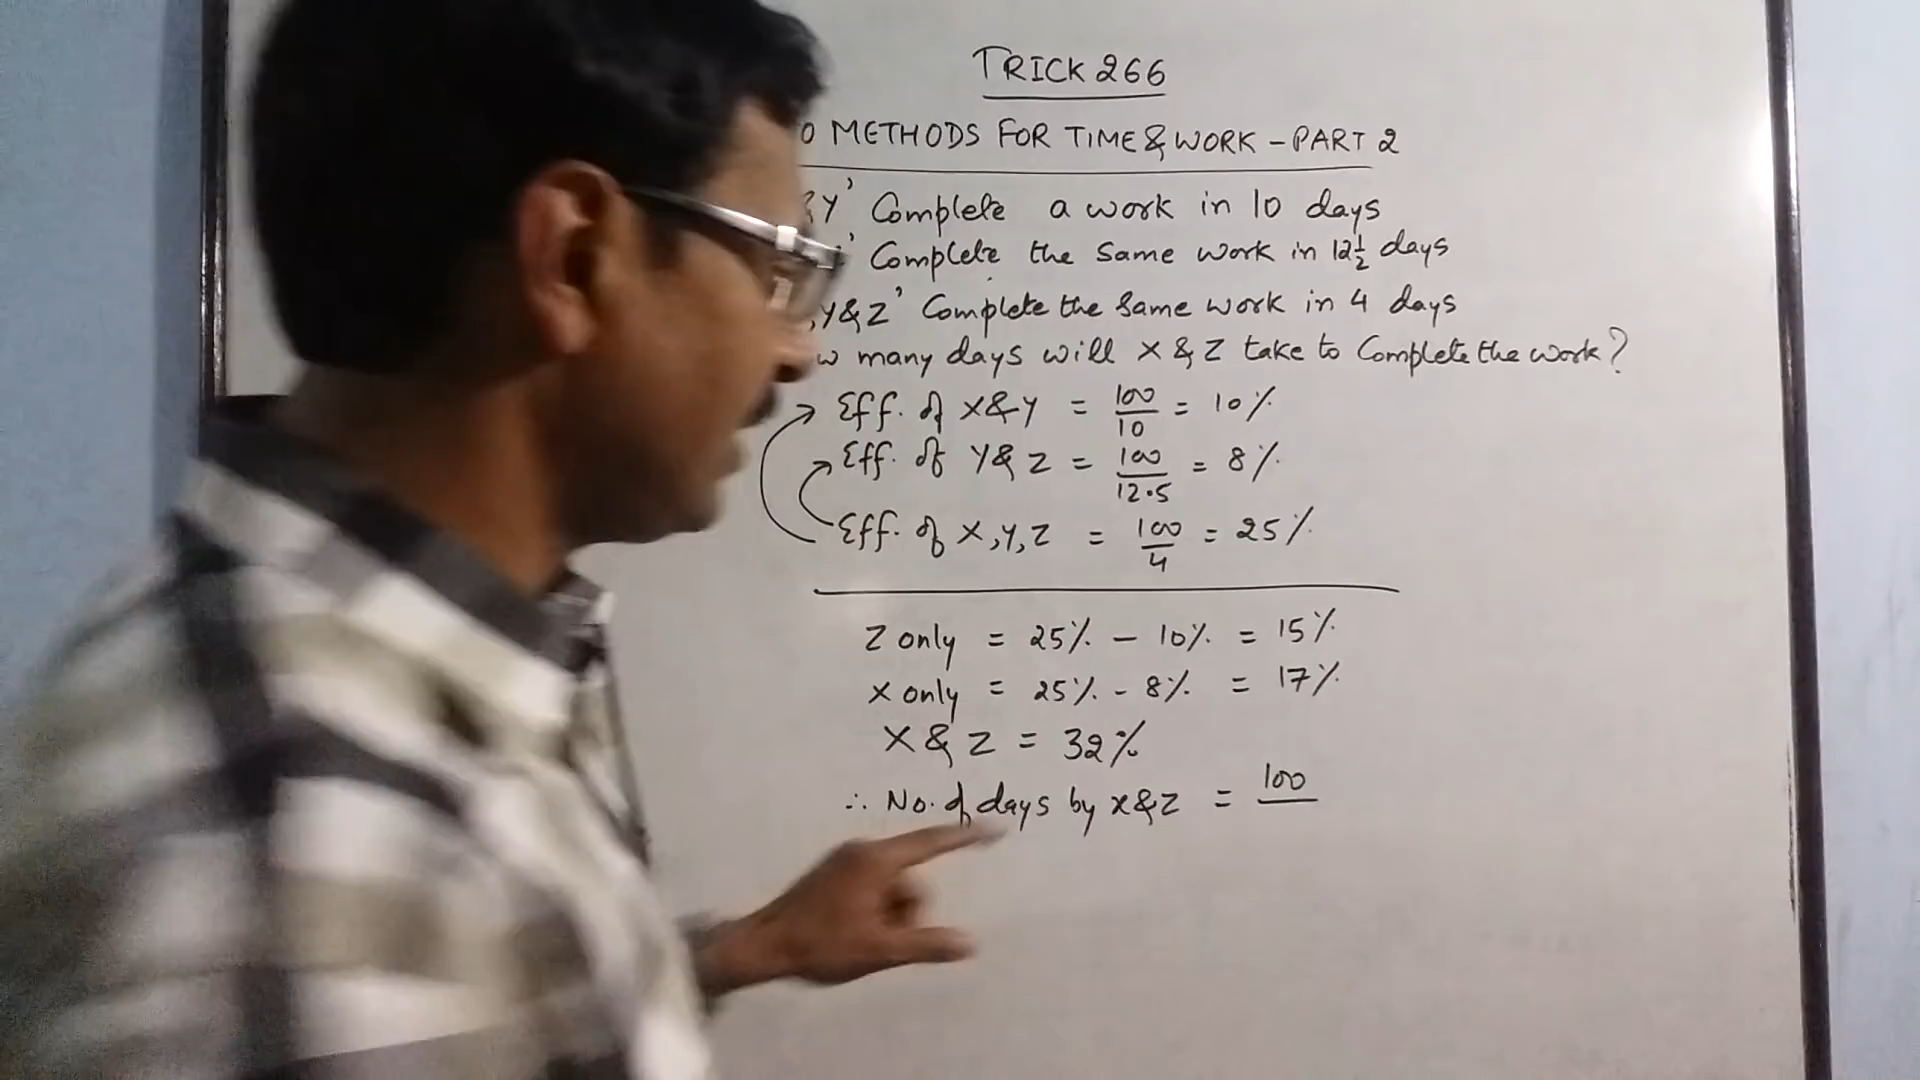 TRICK 266
METHODS FOR TIME & WORK - PART 2
Y' Complete a work in 10 days
Complete the same work in 12 1/2 days
Y & Z' Complete the same work in 4 days
many days will X & Z take to Complete the work?
Eff. of X & Y = 100/10 = 10%
Eff. of Y & Z = 100/12.5 = 8%
Eff. of X, Y, Z = 100/4 = 25%
Z only = 25% - 10% = 15%
X only = 25% - 8% = 17%
X & Z = 32%
∴ No. of days by X & Z = 100